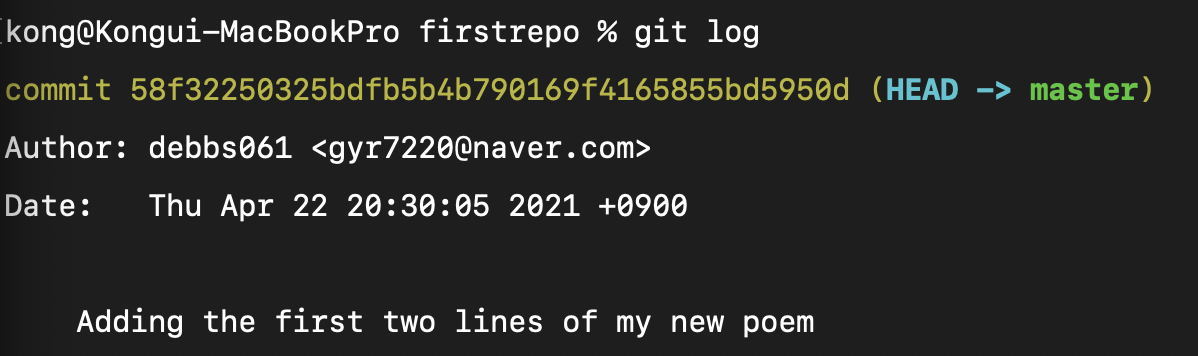 [kong@Kongui-MacBookPro firstrepo % git log
commit 58f32250325bdfb5b4b790169f4165855bd5950d (HEAD -> master)
Author: debbs061 <gyr7220@naver.com>
Date:   Thu Apr 22 20:30:05 2021 +0900
    Adding the first two lines of my new poem